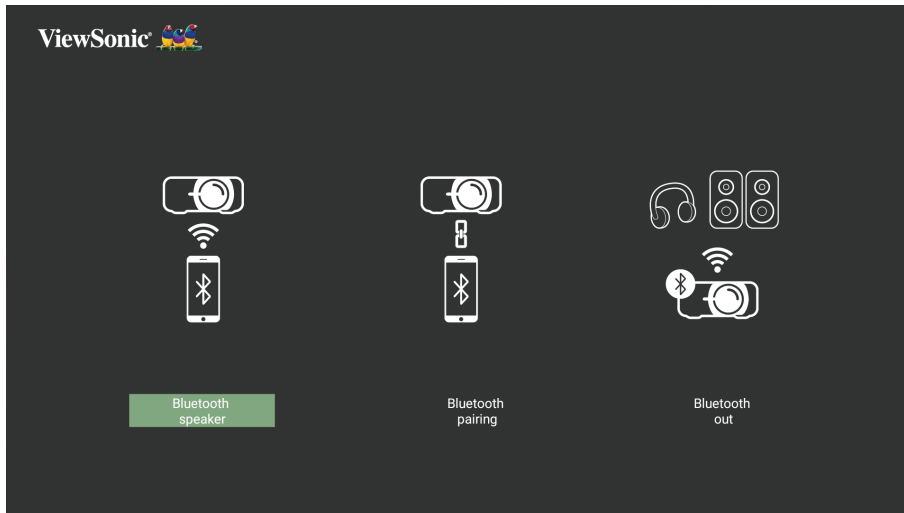 ViewSonic®
Bluetooth
speaker
Bluetooth
pairing
Bluetooth
out